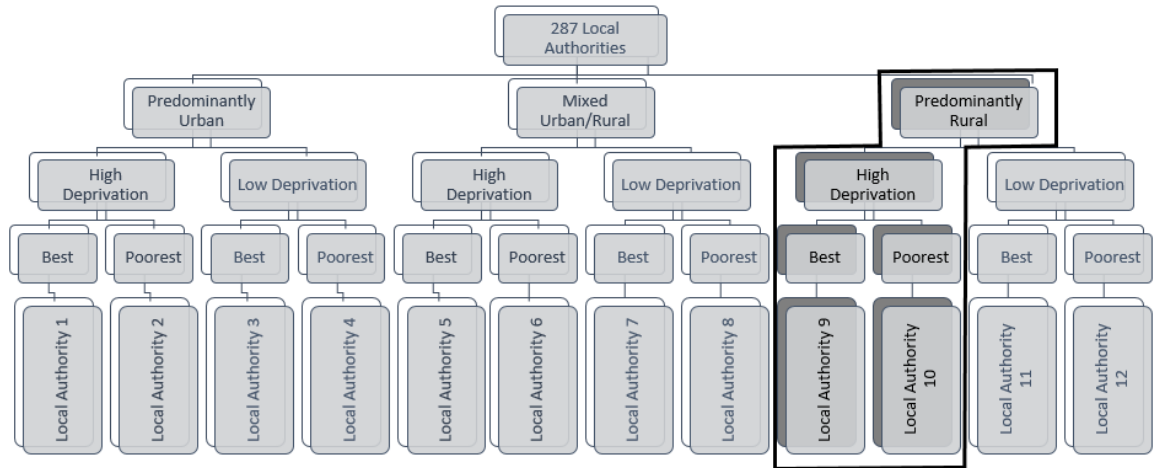 287 Local
Authorities
Predominantly
Urban
Mixed
Urban/Rural
Predominantly
Rural
High
Deprivation
Low Deprivation
High
Deprivation
Low Deprivation
High
Deprivation
Low Deprivation
Best
Poorest
Best
Poorest
Best
Poorest
Best
Poorest
Best
Poorest
Best
Poorest
Local Authority 1
Local Authority 2
Local Authority 3
Local Authority 4
Local Authority 5
Local Authority 6
Local Authority 7
Local Authority 8
Local Authority 9
Local Authority
10
Local Authority
11
Local Authority
12